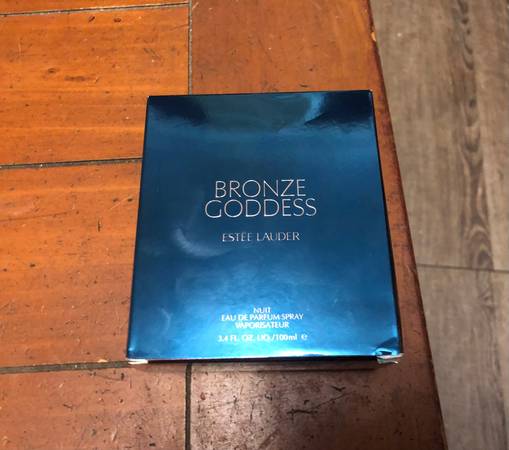 BRONZE
GODDESS
ESTĒE LAUDER
NUIT
EAU DE PARFUM SPRAY
VAPORISATEUR
3.4 FL. OZ. LIQ./100ml ℮